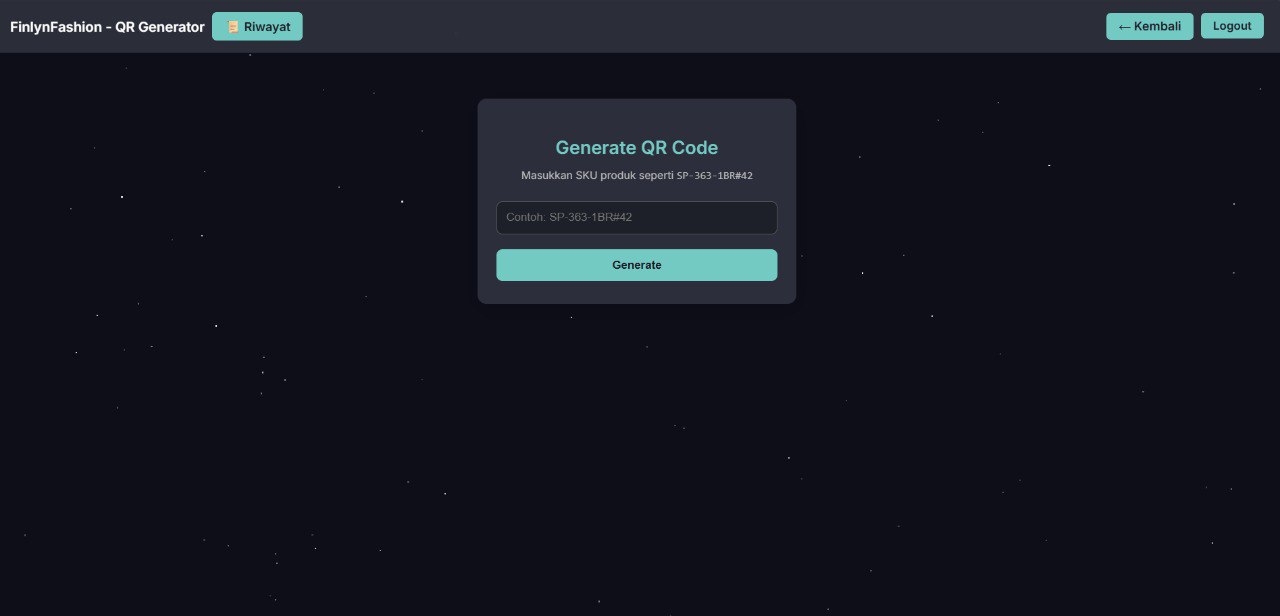 FinlynFashion - QR Generator
📜 Riwayat
← Kembali
Logout
Generate QR Code
Masukkan SKU produk seperti SP-363-1BR#42
Contoh: SP-363-1BR#42
Generate